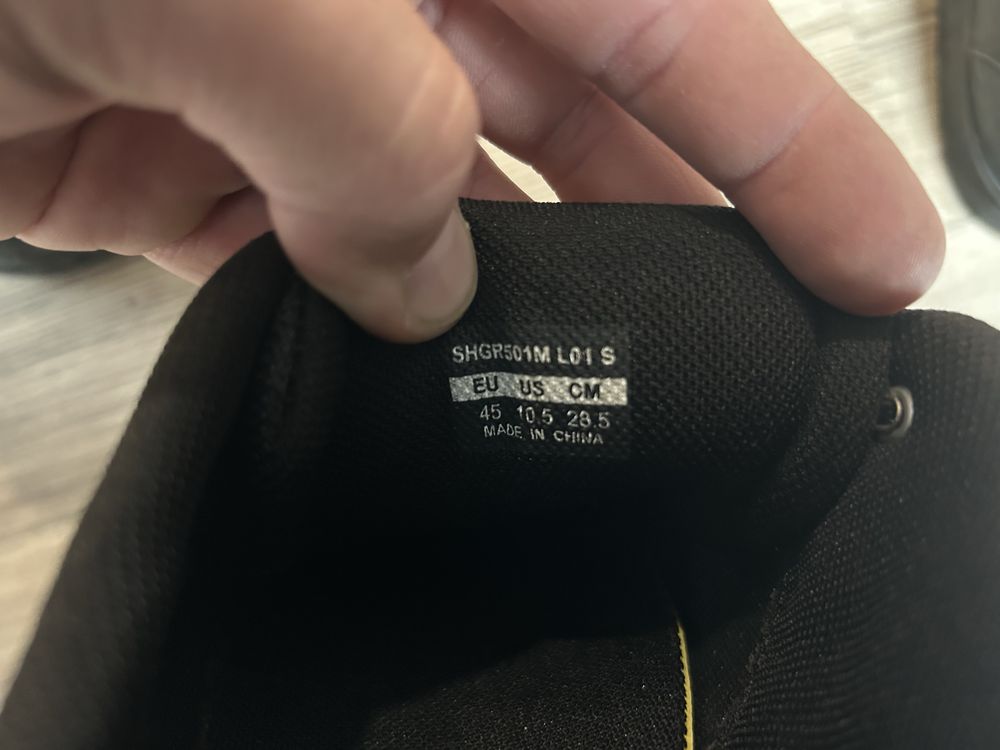 SHGR501M L01 S
EU US CM
45 10.5 28.5
MADE IN CHINA